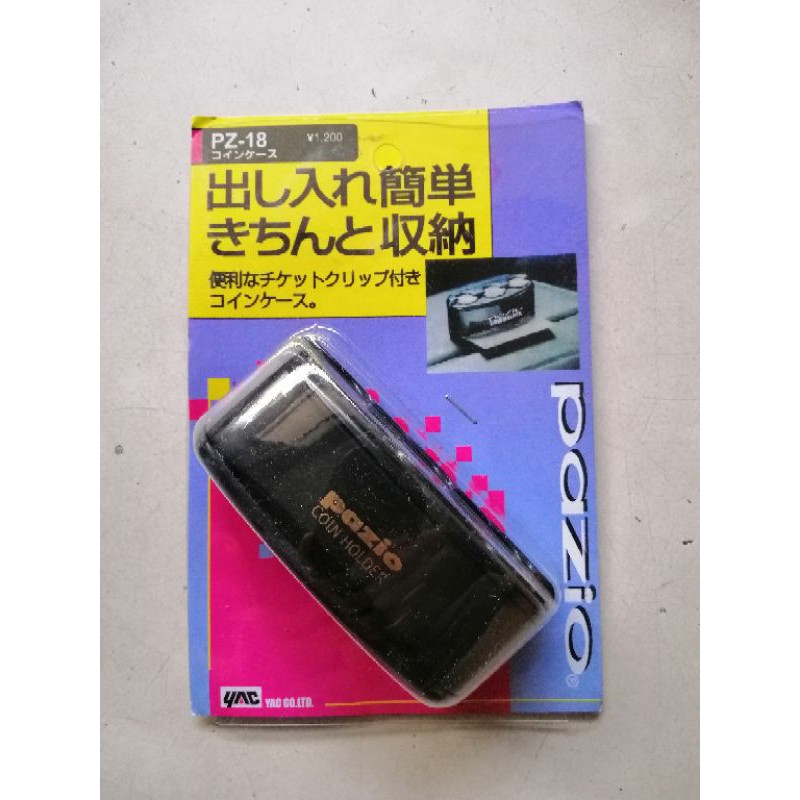 PZ-18
¥1,200
コインケース
出し入れ簡単
きちんと収納
便利なチケットクリップ付き
コインケース。
pazio®
pazio
COIN HOLDER
YAC
YAC CO.LTD.